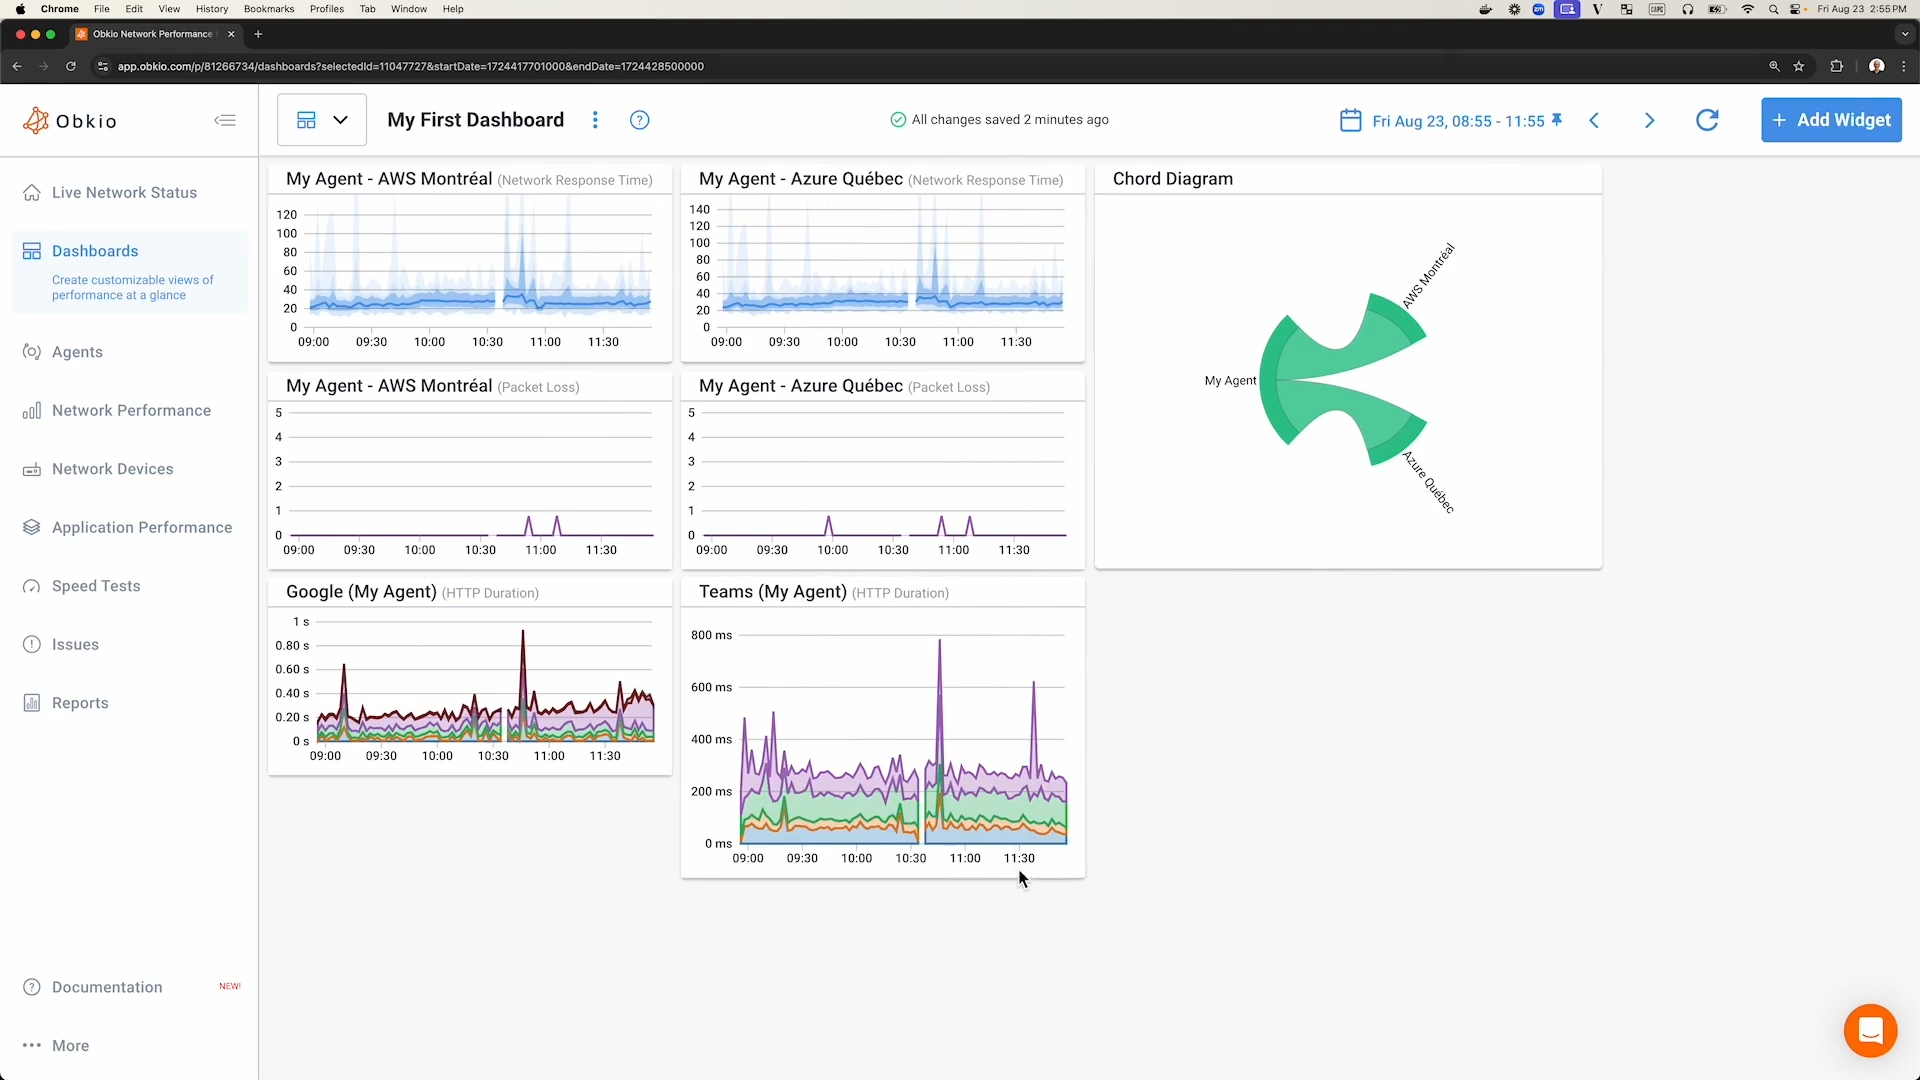 Chrome File Edit View History Bookmarks Profiles Tab Window Help
Fri Aug 23 2:55 PM
Obkio Network Performance
app.obkio.com/p/81266734/dashboards?selectedId=11047727&startDate=1724417701000&endDate=1724428500000
Obkio
My First Dashboard
All changes saved 2 minutes ago
Fri Aug 23, 08:55 - 11:55
+ Add Widget
Live Network Status
Dashboards
Create customizable views of
performance at a glance
Agents
Network Performance
Network Devices
Application Performance
Speed Tests
Issues
Reports
Documentation NEW!
More
My Agent - AWS Montréal (Network Response Time)
120
100
80
60
40
20
0
09:00 09:30 10:00 10:30 11:00 11:30
My Agent - Azure Québec (Network Response Time)
140
120
100
80
60
40
20
0
09:00 09:30 10:00 10:30 11:00 11:30
Chord Diagram
AWS Montréal
My Agent
Azure Québec
My Agent - AWS Montréal (Packet Loss)
5
4
3
2
1
0
09:00 09:30 10:00 10:30 11:00 11:30
My Agent - Azure Québec (Packet Loss)
5
4
3
2
1
0
09:00 09:30 10:00 10:30 11:00 11:30
Google (My Agent) (HTTP Duration)
1 s
0.80 s
0.60 s
0.40 s
0.20 s
0 s
09:00 09:30 10:00 10:30 11:00 11:30
Teams (My Agent) (HTTP Duration)
800 ms
600 ms
400 ms
200 ms
0 ms
09:00 09:30 10:00 10:30 11:00 11:30